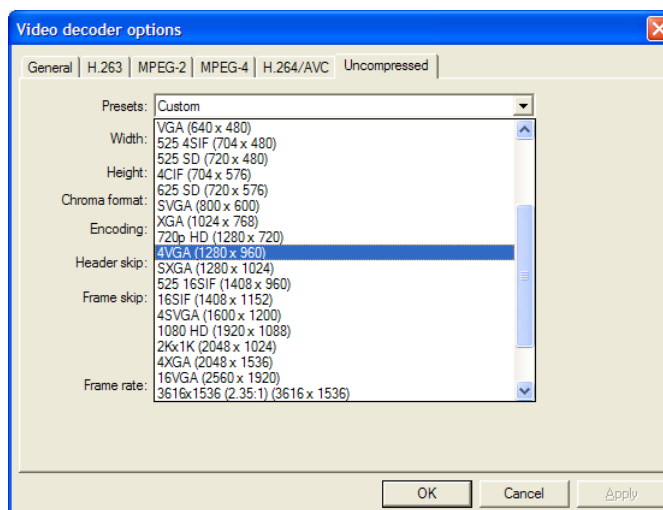 Video decoder options
General H.263 MPEG-2 MPEG-4 H.264/AVC Uncompressed
Presets: Custom
Width:
Height:
Chroma format:
Encoding:
Header skip:
Frame skip:
Frame rate:
VGA (640 x 480)
525 4SIF (704 x 480)
525 SD (720 x 480)
4CIF (704 x 576)
625 SD (720 x 576)
SVGA (800 x 600)
XGA (1024 x 768)
720p HD (1280 x 720)
4VGA (1280 x 960)
SXGA (1280 x 1024)
525 16SIF (1408 x 960)
16SIF (1408 x 1152)
4SVGA (1600 x 1200)
1080 HD (1920 x 1088)
2Kx1K (2048 x 1024)
4XGA (2048 x 1536)
16VGA (2560 x 1920)
3616x1536 (2.35:1) (3616 x 1536)
OK Cancel Apply